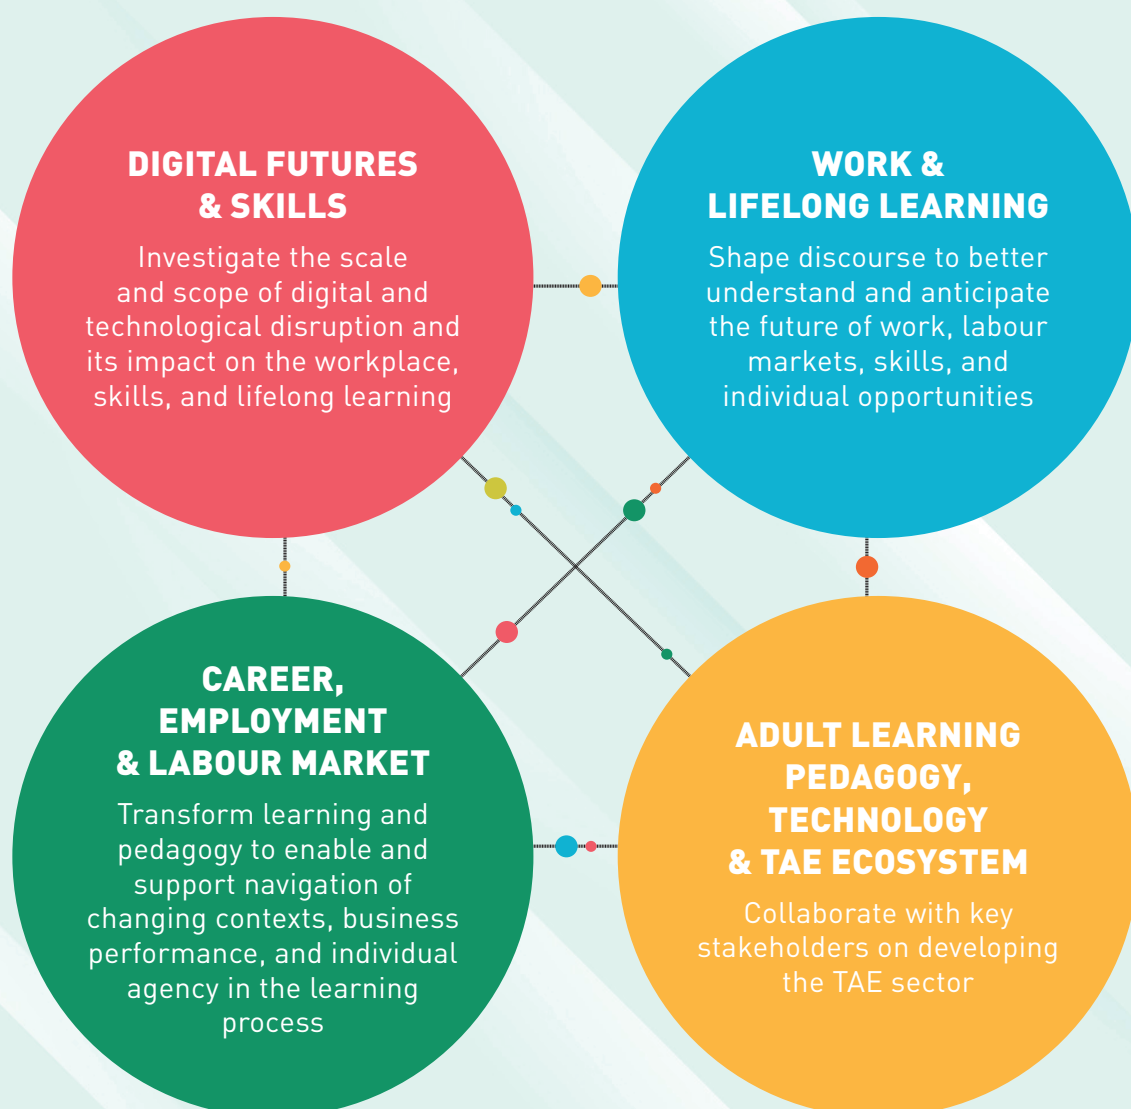 DIGITAL FUTURES
& SKILLS
Investigate the scale
and scope of digital and
technological disruption and
its impact on the workplace,
skills, and lifelong learning
WORK &
LIFELONG LEARNING
Shape discourse to better
understand and anticipate
the future of work, labour
markets, skills, and
individual opportunities
CAREER,
EMPLOYMENT
& LABOUR MARKET
Transform learning and
pedagogy to enable and
support navigation of
changing contexts, business
performance, and individual
agency in the learning
process
ADULT LEARNING
PEDAGOGY,
TECHNOLOGY
& TAE ECOSYSTEM
Collaborate with key
stakeholders on developing
the TAE sector